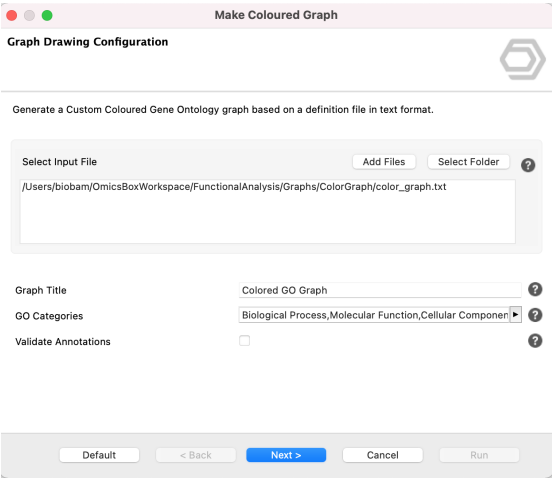 Make Coloured Graph
Graph Drawing Configuration
Generate a Custom Coloured Gene Ontology graph based on a definition file in text format.
Select Input File
Add Files
Select Folder
?
/Users/biobam/OmicsBoxWorkspace/FunctionalAnalysis/Graphs/ColorGraph/color_graph.txt
Graph Title
Colored GO Graph
?
GO Categories
Biological Process,Molecular Function,Cellular Componen
?
Validate Annotations
?
Default
< Back
Next >
Cancel
Run